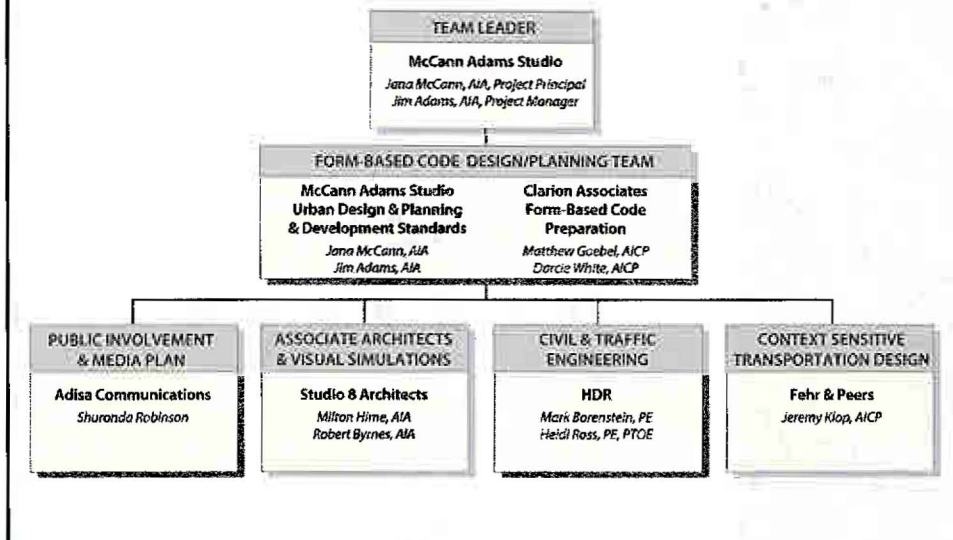 TEAM LEADER
McCann Adams Studio
Jana McCann, AIA, Project Principal
Jim Adams, AIA, Project Manager
FORM-BASED CODE DESIGN/PLANNING TEAM
McCann Adams Studio
Urban Design & Planning
& Development Standards
Jana McCann, AIA
Jim Adams, AIA
Clarion Associates
Form-Based Code
Preparation
Matthew Goebel, AICP
Darcie White, AICP
PUBLIC INVOLVEMENT
& MEDIA PLAN
Adisa Communications
Shuronda Robinson
ASSOCIATE ARCHITECTS
& VISUAL SIMULATIONS
Studio 8 Architects
Milton Hime, AIA
Robert Byrnes, AIA
CIVIL & TRAFFIC
ENGINEERING
HDR
Mark Borenstein, PE
Heidi Ross, PE, PTOE
CONTEXT SENSITIVE
TRANSPORTATION DESIGN
Fehr & Peers
Jeremy Klop, AICP